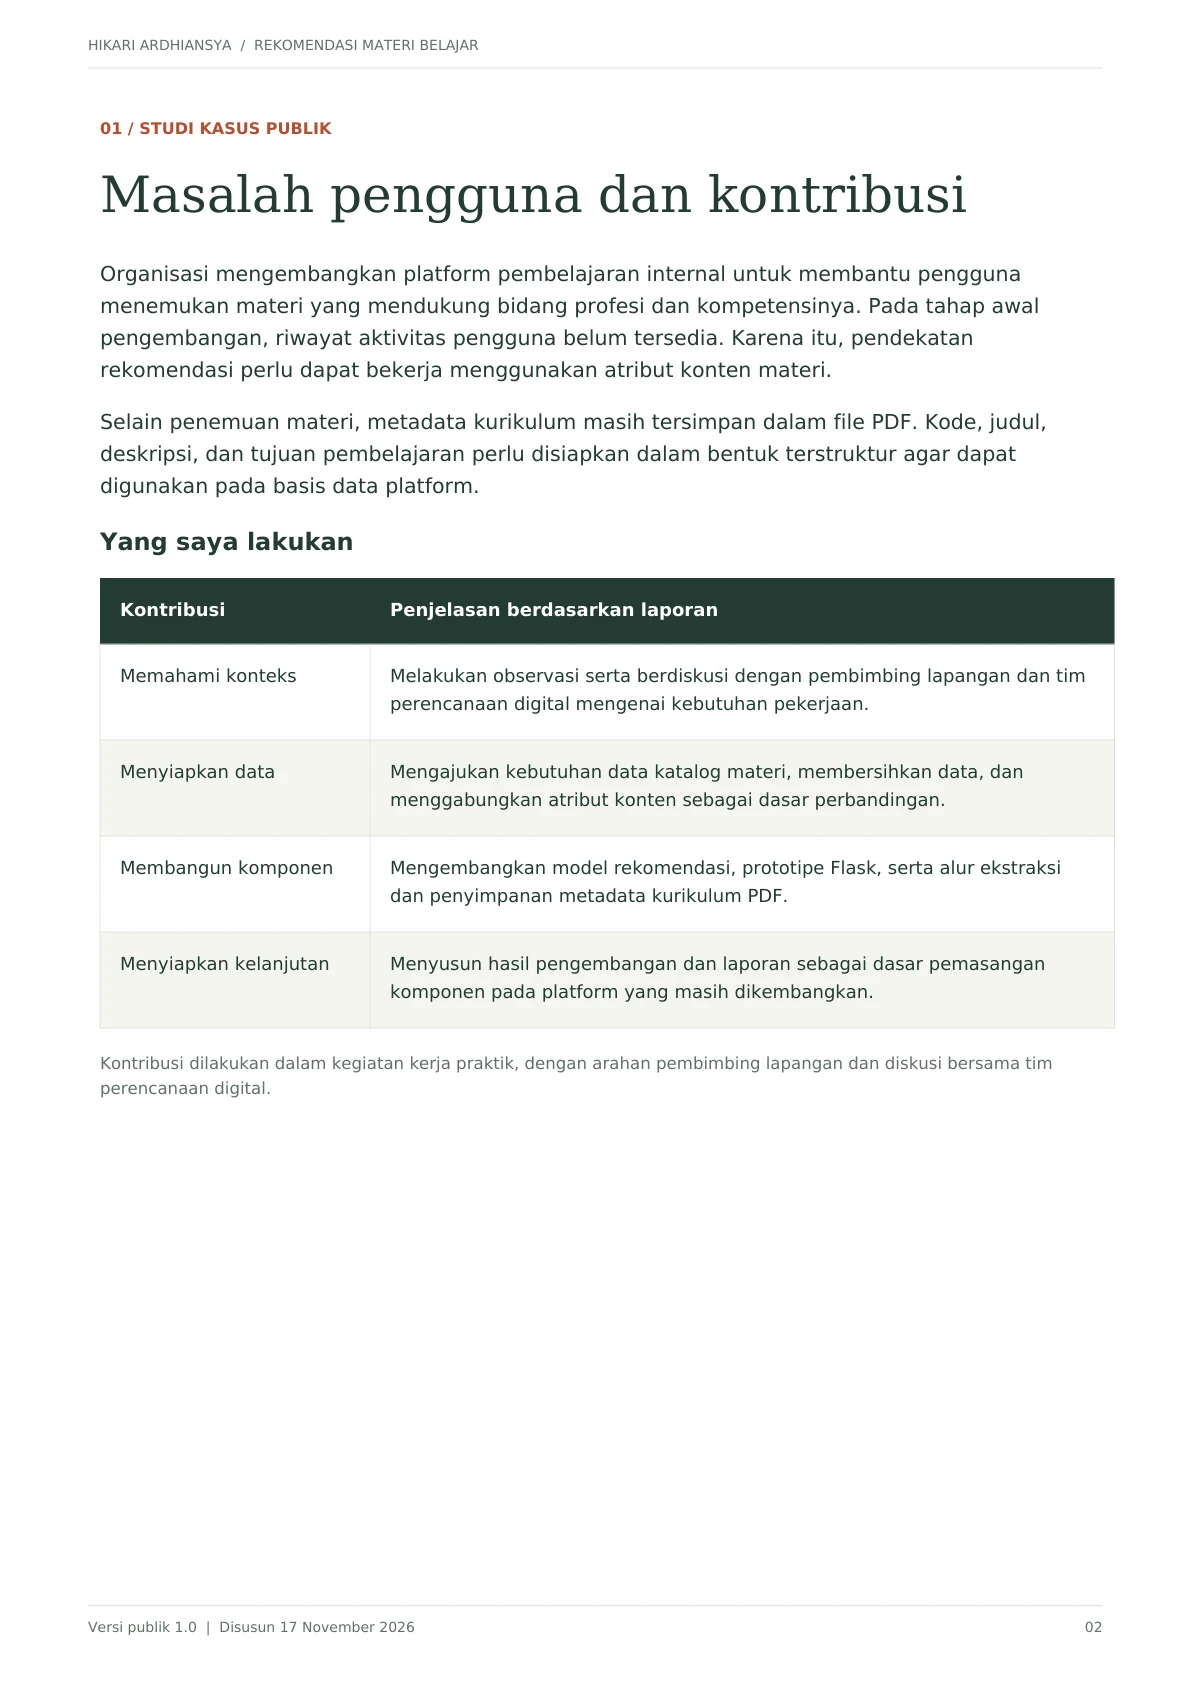 HIKARI ARDHIANSYA / REKOMENDASI MATERI BELAJAR
01 / STUDI KASUS PUBLIK
Masalah pengguna dan kontribusi
Organisasi mengembangkan platform pembelajaran internal untuk membantu pengguna
menemukan materi yang mendukung bidang profesi dan kompetensinya. Pada tahap awal
pengembangan, riwayat aktivitas pengguna belum tersedia. Karena itu, pendekatan
rekomendasi perlu dapat bekerja menggunakan atribut konten materi.
Selain penemuan materi, metadata kurikulum masih tersimpan dalam file PDF. Kode, judul,
deskripsi, dan tujuan pembelajaran perlu disiapkan dalam bentuk terstruktur agar dapat
digunakan pada basis data platform.
Yang saya lakukan
Kontribusi Penjelasan berdasarkan laporan
Memahami konteks Melakukan observasi serta berdiskusi dengan pembimbing lapangan dan tim
perencanaan digital mengenai kebutuhan pekerjaan.
Menyiapkan data Mengajukan kebutuhan data katalog materi, membersihkan data, dan
menggabungkan atribut konten sebagai dasar perbandingan.
Membangun komponen Mengembangkan model rekomendasi, prototipe Flask, serta alur ekstraksi
dan penyimpanan metadata kurikulum PDF.
Menyiapkan kelanjutan Menyusun hasil pengembangan dan laporan sebagai dasar pemasangan
komponen pada platform yang masih dikembangkan.
Kontribusi dilakukan dalam kegiatan kerja praktik, dengan arahan pembimbing lapangan dan diskusi bersama tim
perencanaan digital.
Versi publik 1.0 | Disusun 17 November 2026 02